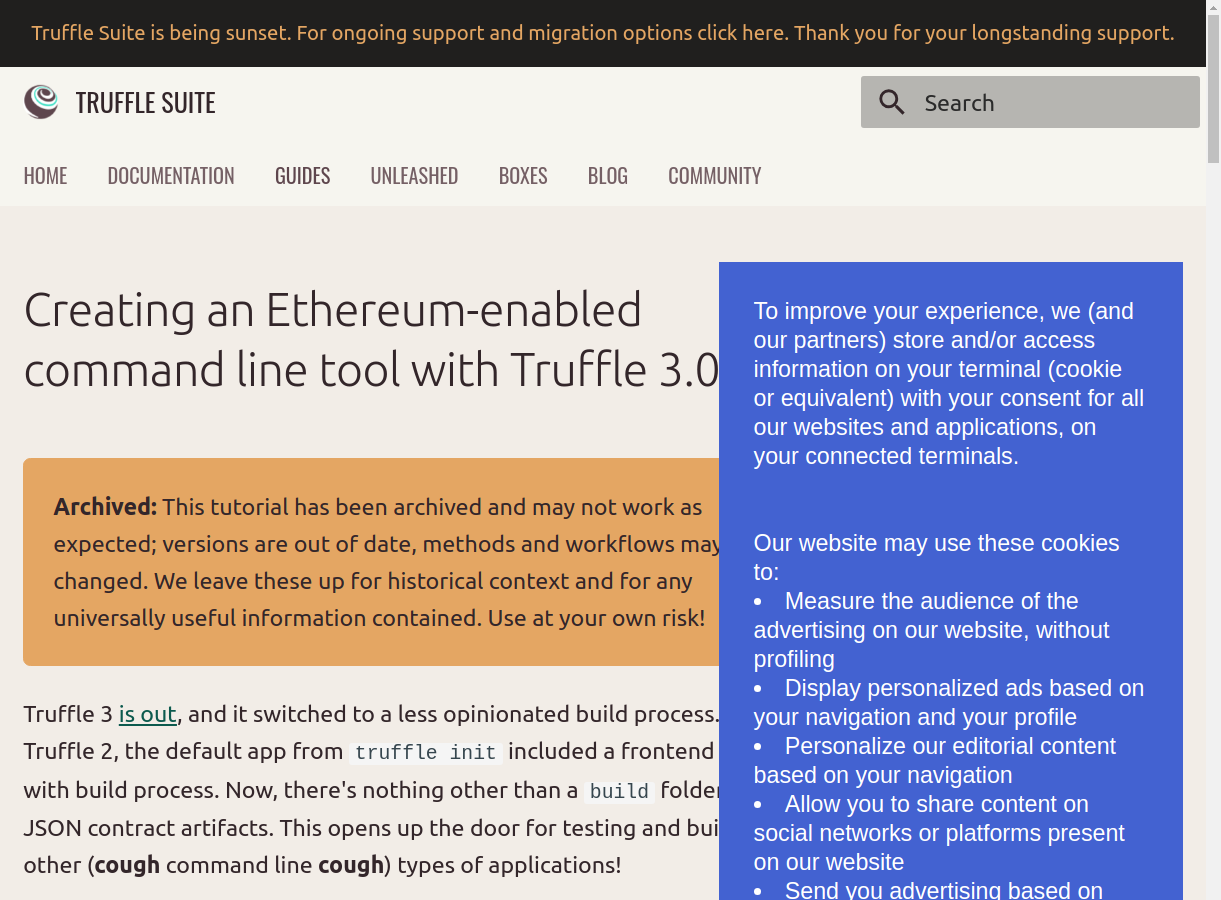 Truffle Suite is being sunset. For ongoing support and migration options click here. Thank you for your longstanding support.
TRUFFLE SUITE
Search
HOME DOCUMENTATION GUIDES UNLEASHED BOXES BLOG COMMUNITY
Creating an Ethereum-enabled
command line tool with Truffle 3.0
Archived: This tutorial has been archived and may not work as
expected; versions are out of date, methods and workflows may
changed. We leave these up for historical context and for any
universally useful information contained. Use at your own risk!
Truffle 3 is out, and it switched to a less opinionated build process.
Truffle 2, the default app from truffle init included a frontend
with build process. Now, there's nothing other than a build folder
JSON contract artifacts. This opens up the door for testing and
other (cough command line cough) types of applications!
To improve your experience, we (and
our partners) store and/or access
information on your terminal (cookie
or equivalent) with your consent for all
our websites and applications, on
your connected terminals.
Our website may use these cookies
to:
• Measure the audience of the
advertising on our website, without
profiling
• Display personalized ads based on
your navigation and your profile
• Personalize our editorial content
based on your navigation
• Allow you to share content on
social networks or platforms present
on our website
• Send you advertising based on